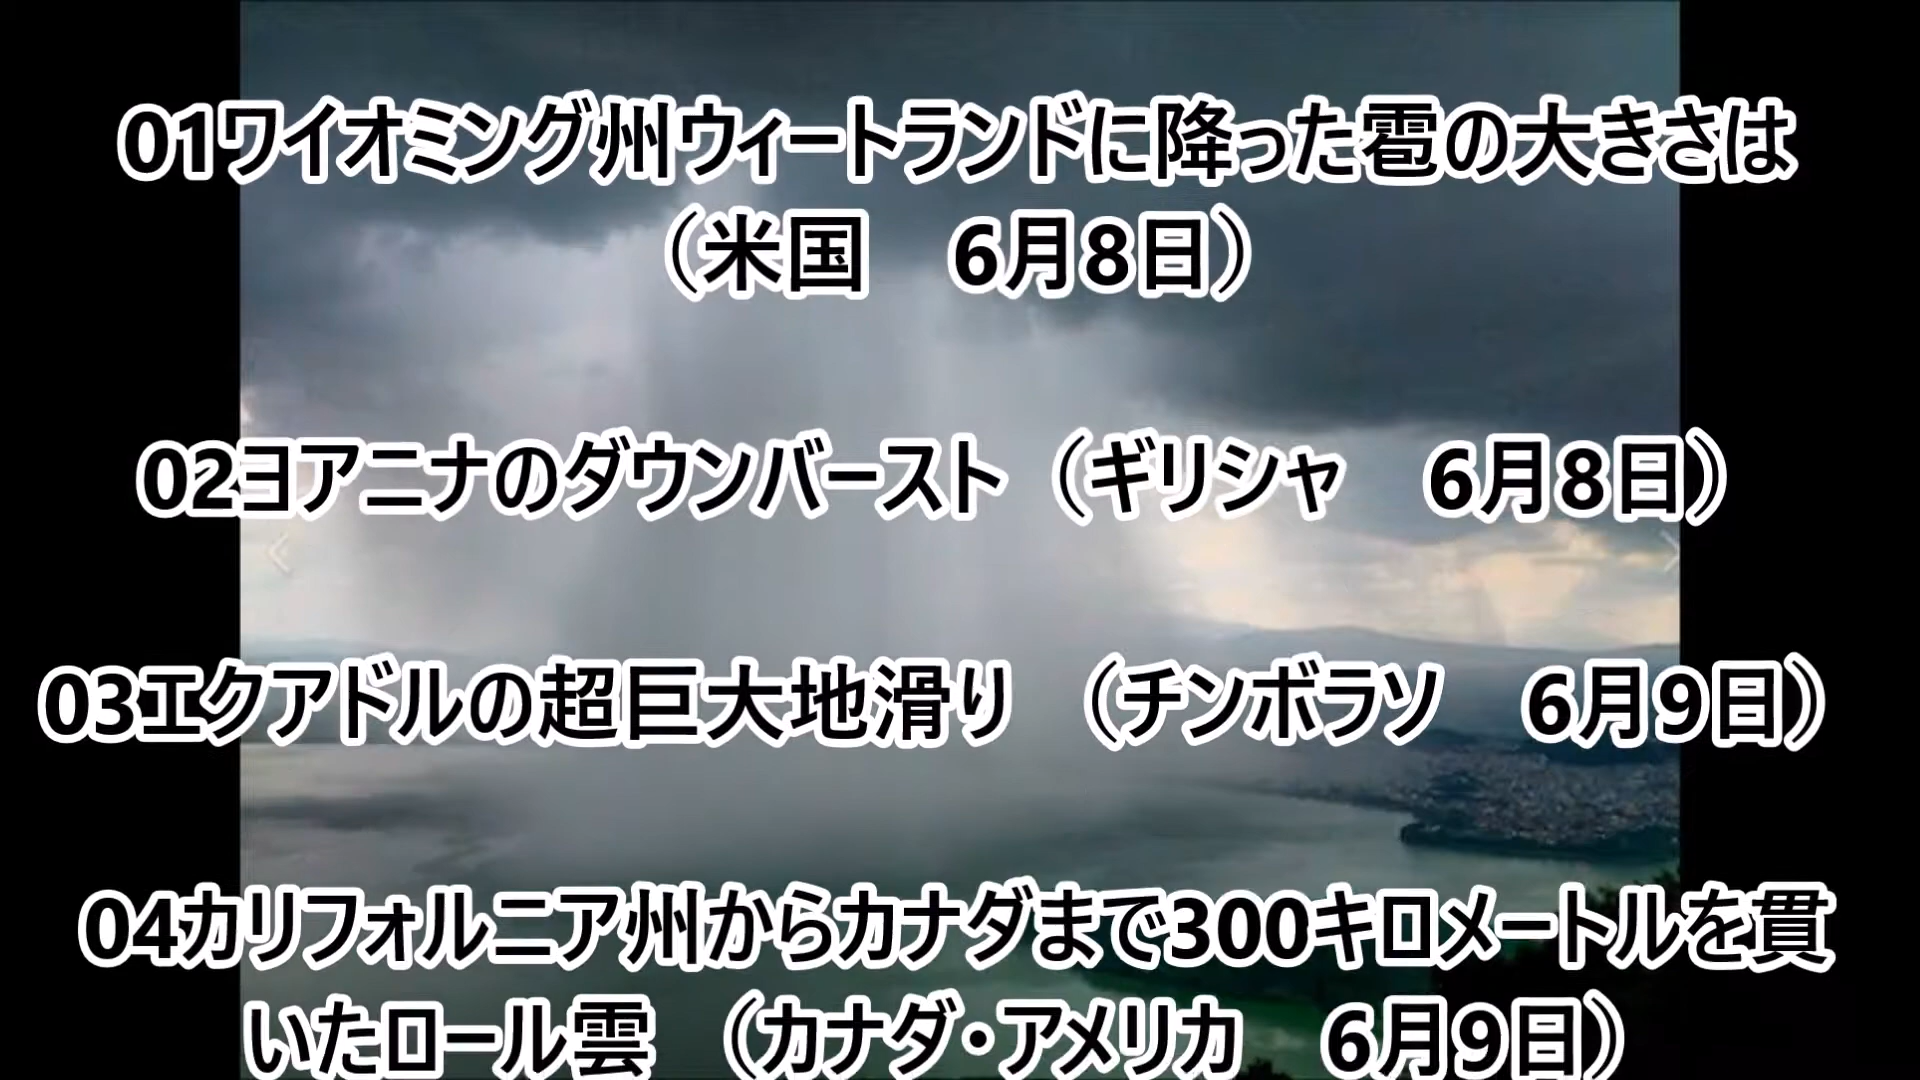 01ワイオミング州ウィートランドに降った雹の大きさは
（米国　6月8日）
02ヨアニナのダウンバースト（ギリシャ　6月8日）
03エクアドルの超巨大地滑り　（チンボラソ　6月9日）
04カリフォルニア州からカナダまで300キロメートルを貫
いたロール雲　（カナダ・アメリカ　6月9日）